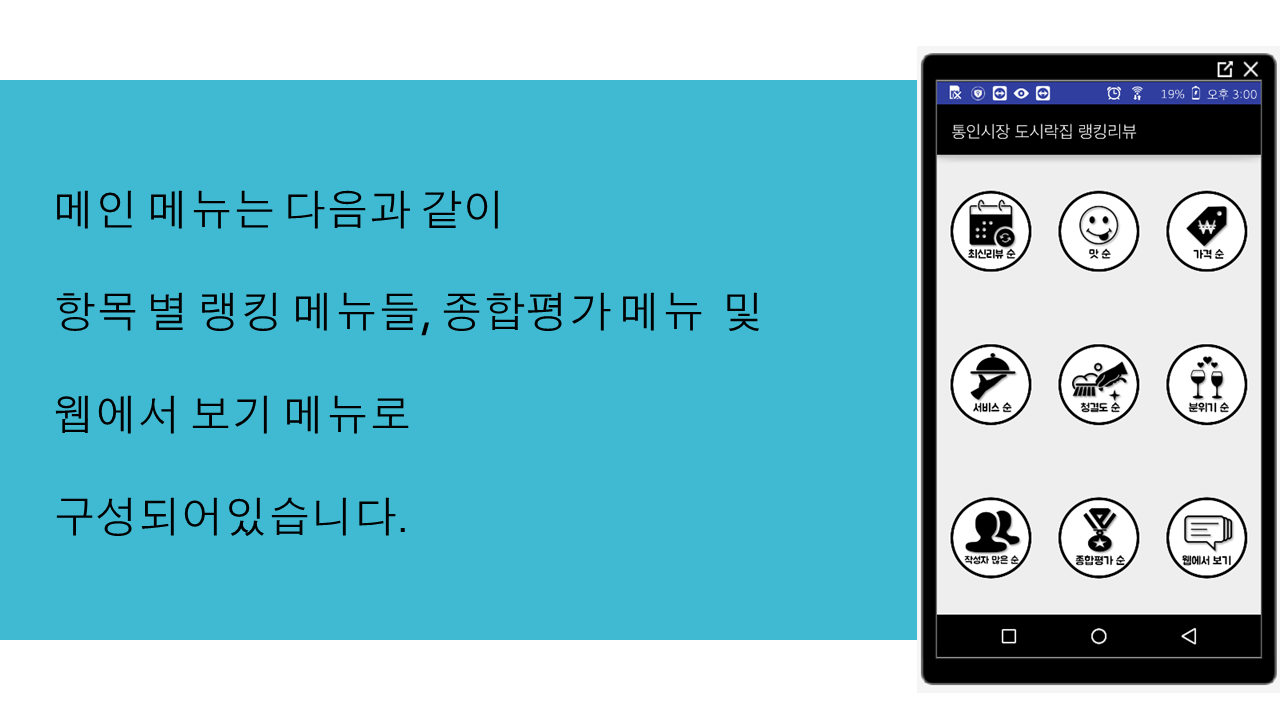 메인 메뉴는 다음과 같이
항목 별 랭킹 메뉴들, 종합평가 메뉴 및
웹에서 보기 메뉴로
구성되어있습니다.
19% 오후 3:00
통인시장 도시락집 랭킹리뷰
최신리뷰 순 맛 순 가격 순
서비스 순 청결도 순 분위기 순
작성자 많은 순 종합평가 순 웹에서 보기